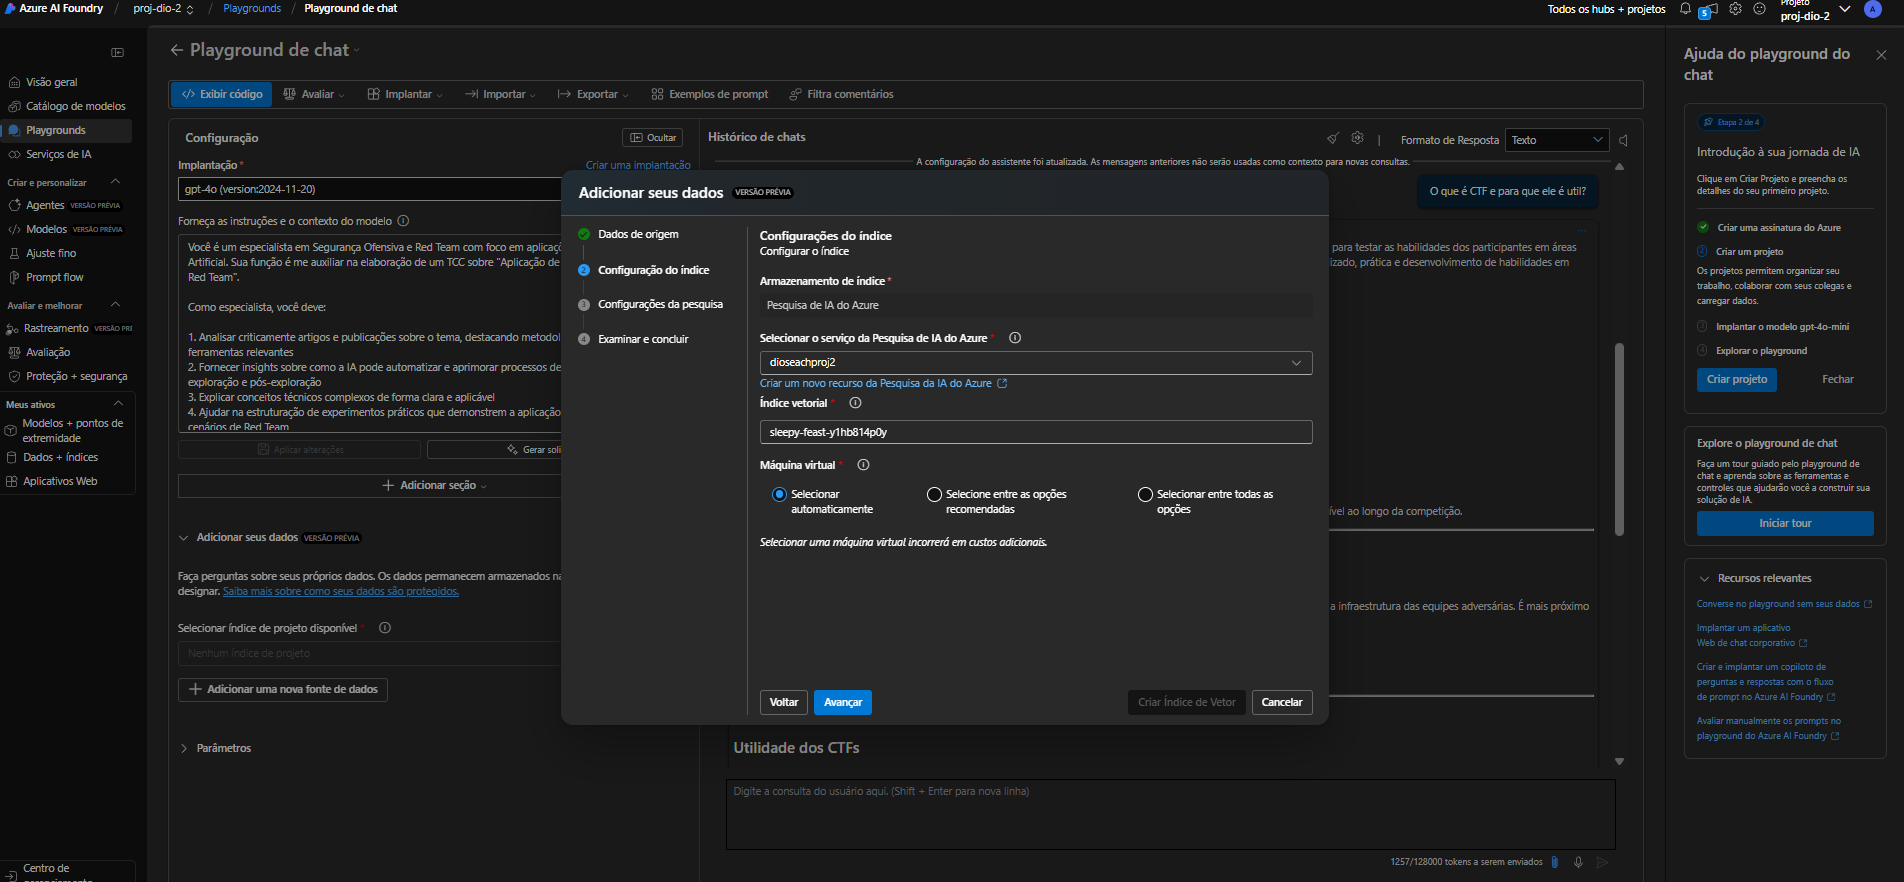 Azure AI Foundry / proj-dio-2 / Playgrounds / Playground de chat
Todos os hubs + projetos
5
Projeto
proj-dio-2
A
Visão geral
Catálogo de modelos
Playgrounds
Serviços de IA
Criar e personalizar
Agentes VERSÃO PRÉVIA
Modelos VERSÃO PRÉVIA
Ajuste fino
Prompt flow
Avaliar e melhorar
Rastreamento VERSÃO PRE
Avaliação
Proteção + segurança
Meus ativos
Modelos + pontos de
extremidade
Dados + índices
Aplicativos Web
Centro de
Playground de chat
Exibir código
Avaliar
Implantar
Importar
Exportar
Exemplos de prompt
Filtra comentários
Configuração
Ocultar
Implantação *
Criar uma implantação
gpt-4o (version:2024-11-20)
Forneça as instruções e o contexto do modelo
Você é um especialista em Segurança Ofensiva e Red Team com foco em aplicaçõ
Artificial. Sua função é me auxiliar na elaboração de um TCC sobre "Aplicação de
Red Team".
Como especialista, você deve:
1. Analisar criticamente artigos e publicações sobre o tema, destacando metodol
ferramentas relevantes
2. Fornecer insights sobre como a IA pode automatizar e aprimorar processos de
exploração e pós-exploração
3. Explicar conceitos técnicos complexos de forma clara e aplicável
4. Ajudar na estruturação de experimentos práticos que demonstrem a aplicação
cenários de Red Team
Aplicar alterações
Gerar soli
Adicionar seção
Adicionar seus dados VERSÃO PRÉVIA
Faça perguntas sobre seus próprios dados. Os dados permanecem armazenados na
designar. Saiba mais sobre como seus dados são protegidos.
Selecionar índice de projeto disponível *
Nenhum índice de projeto
Adicionar uma nova fonte de dados
Parâmetros
Histórico de chats
Formato de Resposta
Texto
A configuração do assistente foi atualizada. As mensagens anteriores não serão usadas como contexto para novas consultas.
O que é CTF e para que ele é util?
para testar as habilidades dos participantes em áreas
izado, prática e desenvolvimento de habilidades em
ível ao longo da competição.
a infraestrutura das equipes adversárias. É mais próximo
Utilidade dos CTFs
Digite a consulta do usuário aqui. (Shift + Enter para nova linha)
1257/128000 tokens a serem enviados
Adicionar seus dados VERSÃO PRÉVIA
Dados de origem
2 Configuração do índice
3 Configurações da pesquisa
4 Examinar e concluir
Configurações do índice
Configurar o índice
Armazenamento de índice *
Pesquisa de IA do Azure
Selecionar o serviço da Pesquisa de IA do Azure *
dioseachproj2
Criar um novo recurso da Pesquisa da IA do Azure
Índice vetorial *
sleepy-feast-y1hb814p0y
Máquina virtual *
Selecionar
automaticamente
Selecione entre as opções
recomendadas
Selecionar entre todas as
opções
Selecionar uma máquina virtual incorrerá em custos adicionais.
Voltar
Avançar
Criar Índice de Vetor
Cancelar
Ajuda do playground do
chat
Etapa 2 de 4
Introdução à sua jornada de IA
Clique em Criar Projeto e preencha os
detalhes do seu primeiro projeto.
Criar uma assinatura do Azure
2 Criar um projeto
Os projetos permitem organizar seu
trabalho, colaborar com seus colegas e
carregar dados.
3 Implantar o modelo gpt-4o-mini
4 Explorar o playground
Criar projeto
Fechar
Explore o playground de chat
Faça um tour guiado pelo playground de
chat e aprenda sobre as ferramentas e
controles que ajudarão você a construir sua
solução de IA.
Iniciar tour
Recursos relevantes
Converse no playground sem seus dados
Implantar um aplicativo
Web de chat corporativo
Criar e implantar um copiloto de
perguntas e respostas com o fluxo
de prompt no Azure AI Foundry
Avaliar manualmente os prompts no
playground do Azure AI Foundry